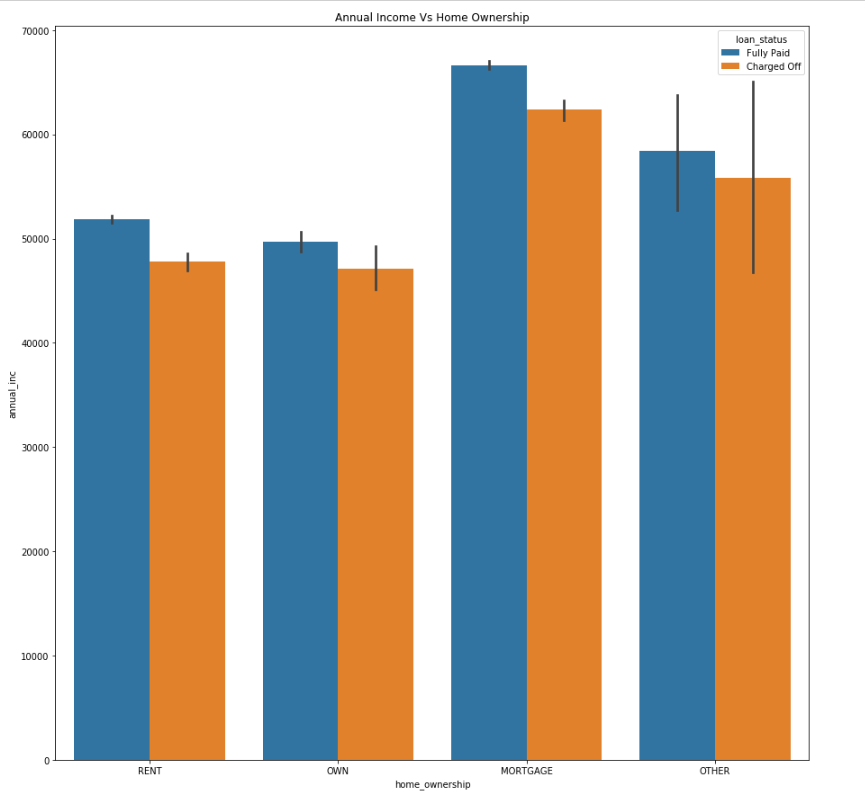 Annual Income Vs Home Ownership
loan_status
Fully Paid
Charged Off
70000
60000
50000
40000
30000
20000
10000
0
annual_inc
RENT
OWN
MORTGAGE
OTHER
home_ownership